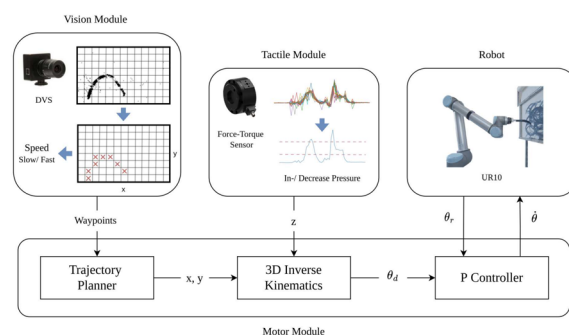 Vision Module
DVS
Speed
Slow/ Fast
y
x
Tactile Module
Force-Torque
Sensor
In-/ Decrease Pressure
Robot
UR10
Waypoints
z
θᵣ
θ̇
Trajectory
Planner
x, y
3D Inverse
Kinematics
θ_d
P Controller
Motor Module